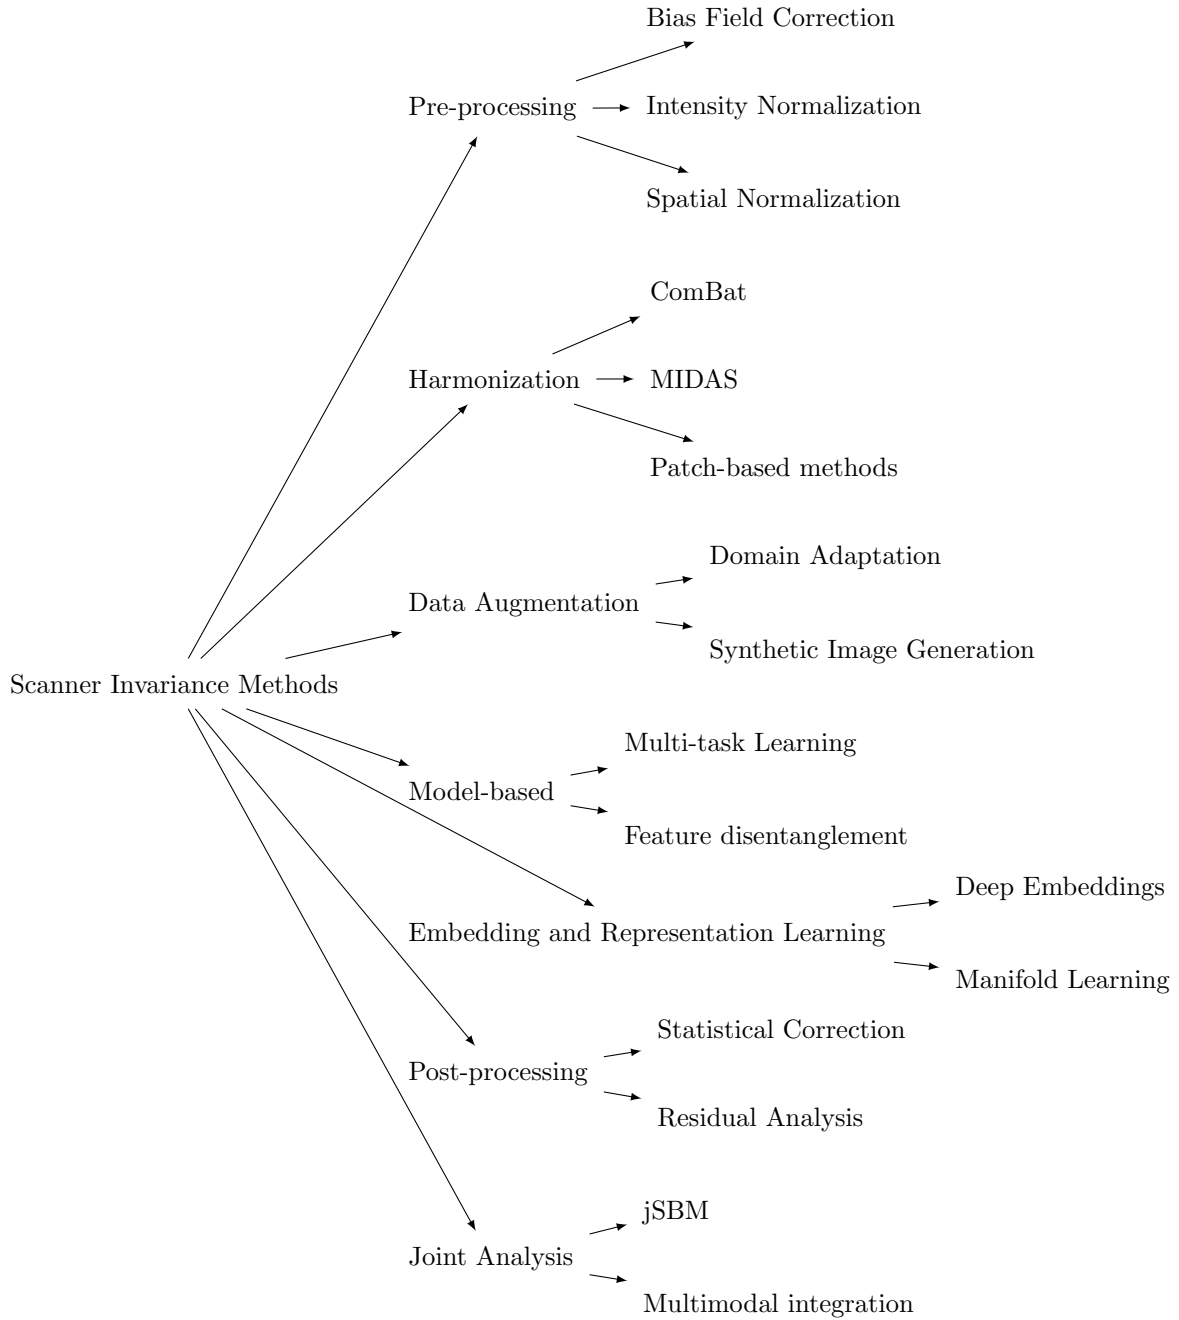 Bias Field Correction
Pre-processing
Intensity Normalization
Spatial Normalization
ComBat
Harmonization
MIDAS
Patch-based methods
Domain Adaptation
Data Augmentation
Synthetic Image Generation
Scanner Invariance Methods
Multi-task Learning
Model-based
Feature disentanglement
Deep Embeddings
Embedding and Representation Learning
Manifold Learning
Statistical Correction
Post-processing
Residual Analysis
jSBM
Joint Analysis
Multimodal integration